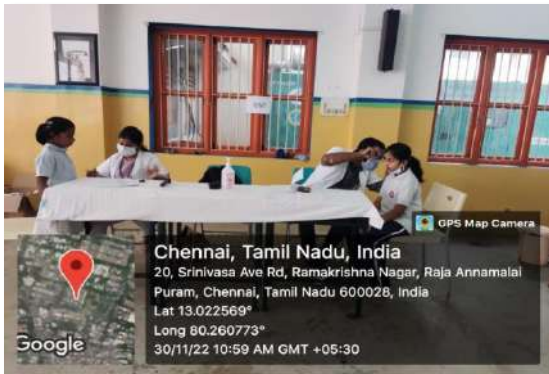 ENT
GPS Map Camera
Chennai, Tamil Nadu, India
20, Srinivasa Ave Rd, Ramakrishna Nagar, Raja Annamalai
Puram, Chennai, Tamil Nadu 600028, India
Lat 13.022569°
Long 80.260773°
30/11/22 10:59 AM GMT +05:30
Google